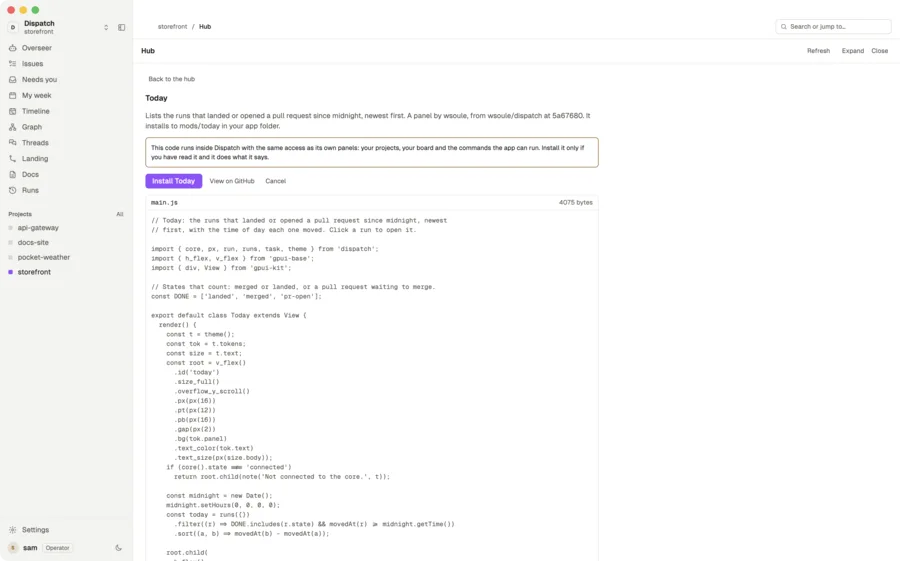 D
Dispatch
storefront
Overseer
Issues
Needs you
My week
Timeline
Graph
Threads
Landing
Docs
Runs
Projects
All
api-gateway
docs-site
pocket-weather
storefront
Settings
S
sam
Operator
storefront / Hub
Search or jump to...
Hub
Refresh
Expand
Close
Back to the hub
Today
Lists the runs that landed or opened a pull request since midnight, newest first. A panel by wsoule, from wsoule/dispatch at 5a67680. It
installs to mods/today in your app folder.
This code runs inside Dispatch with the same access as its own panels: your projects, your board and the commands the app can run. Install it only if
you have read it and it does what it says.
Install Today
View on GitHub
Cancel
main.js
4075 bytes
// Today: the runs that landed or opened a pull request since midnight, newest
// first, with the time of day each one moved. Click a run to open it.
import { core, px, run, runs, task, theme } from 'dispatch';
import { h_flex, v_flex } from 'gpui-base';
import { div, View } from 'gpui-kit';
// States that count: merged or landed, or a pull request waiting to merge.
const DONE = ['landed', 'merged', 'pr-open'];
export default class Today extends View {
render() {
const t = theme();
const tok = t.tokens;
const size = t.text;
const root = v_flex()
.id('today')
.size_full()
.overflow_y_scroll()
.px(px(16))
.pt(px(12))
.pb(px(16))
.gap(px(2))
.bg(tok.panel)
.text_color(tok.text)
.text_size(px(size.body));
if (core().state !== 'connected')
return root.child(note('Not connected to the core.', t));
const midnight = new Date();
midnight.setHours(0, 0, 0, 0);
const today = runs({})
.filter((r) => DONE.includes(r.state) && movedAt(r) >= midnight.getTime())
.sort((a, b) => movedAt(b) - movedAt(a));
root.child(